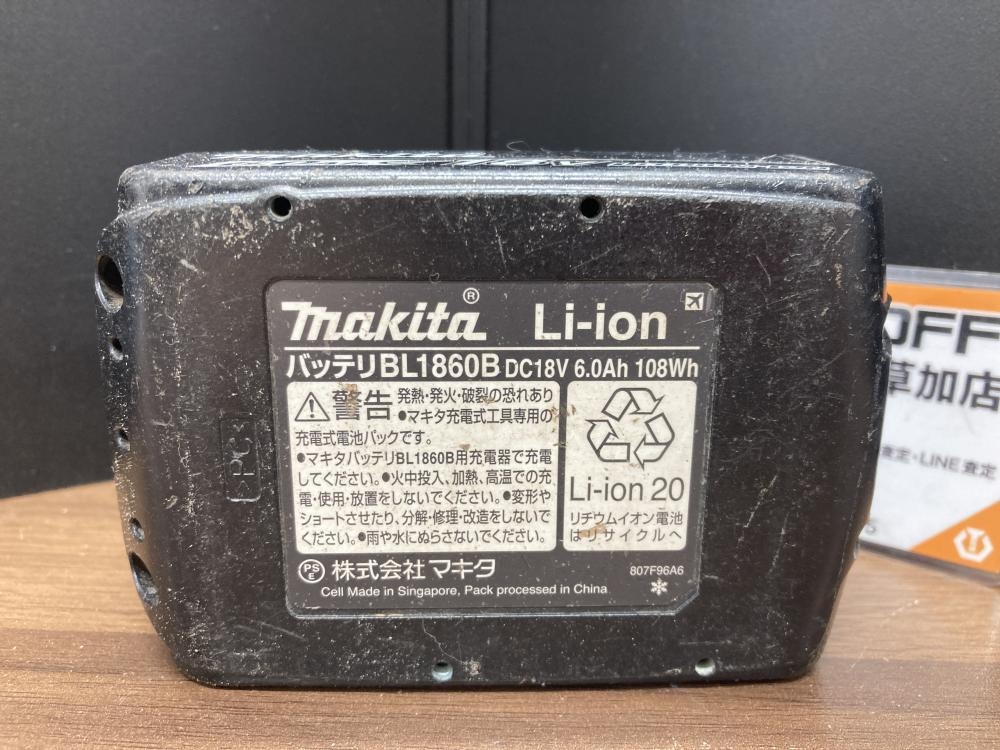 makita® Li-ion
バッテリBL1860B DC18V 6.0Ah 108Wh
警告 発熱・発火・破裂の恐れあり
●マキタ充電式工具専用の
充電式電池パックです。
●マキタバッテリBL1860B用充電器で充電
してください。●火中投入、加熱、高温での充
電・使用・放置をしないでください。●変形や
ショートさせたり、分解・修理・改造をしないで
ください。●雨や水にぬらさないでください。
Li-ion 20
リチウムイオン電池
はリサイクルへ
PSE 株式会社マキタ
807F96A6
Cell Made in Singapore, Pack processed in China
>PC<
OFF
草加店
査定・LINE査定